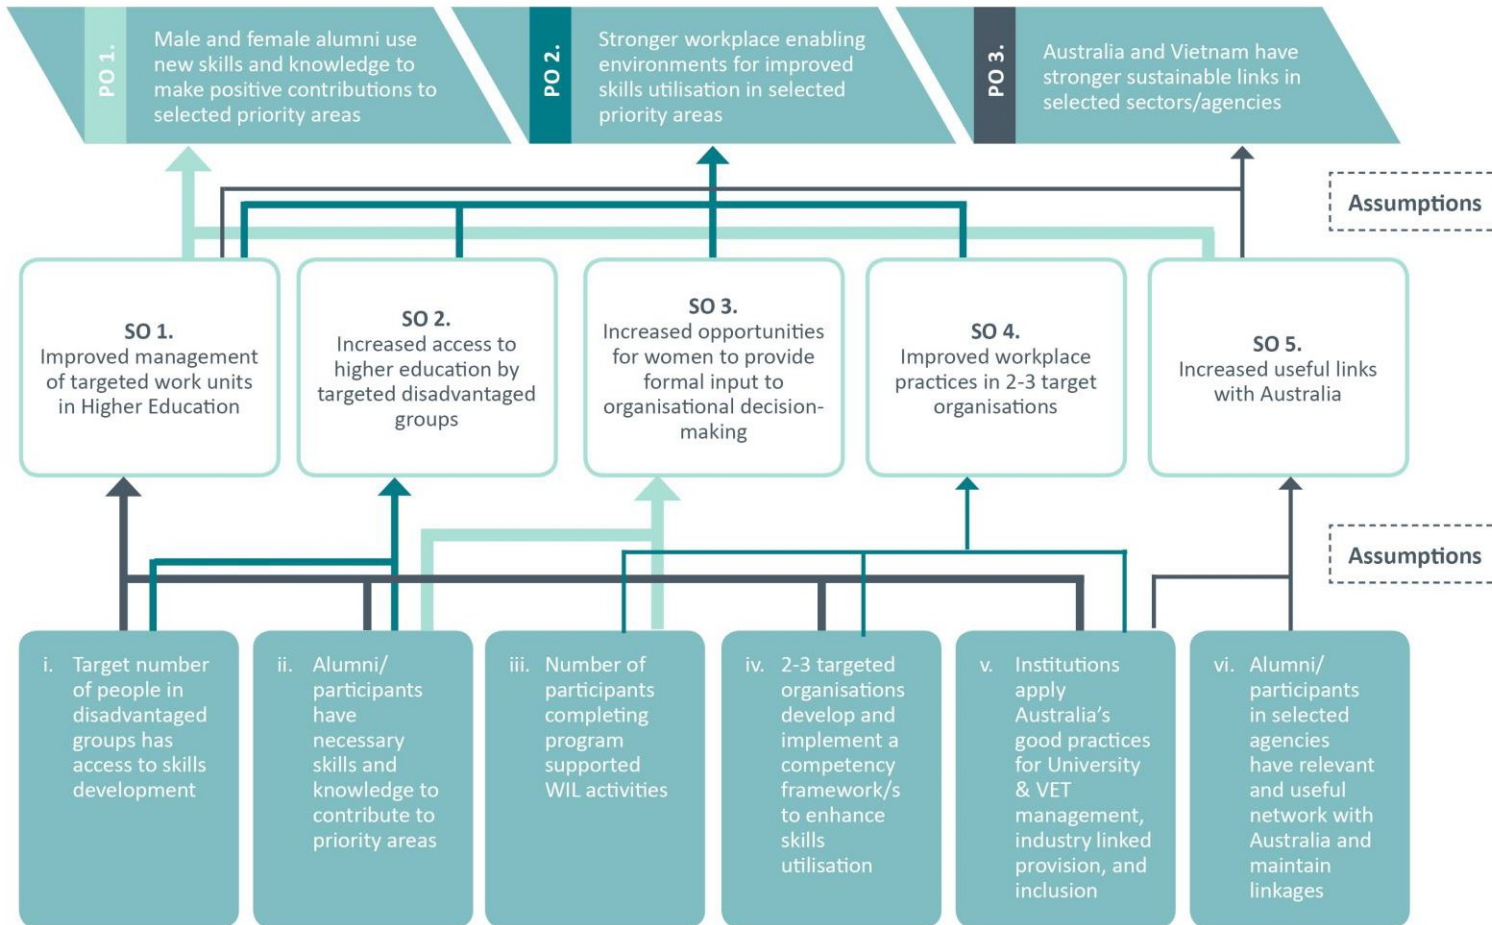 PO 1.
Male and female alumni use
new skills and knowledge to
make positive contributions to
selected priority areas
PO 2.
Stronger workplace enabling
environments for improved
skills utilisation in selected
priority areas
PO 3.
Australia and Vietnam have
stronger sustainable links in
selected sectors/agencies
Assumptions
SO 1.
Improved management
of targeted work units
in Higher Education
SO 2.
Increased access to
higher education by
targeted disadvantaged
groups
SO 3.
Increased opportunities
for women to provide
formal input to
organisational decision-
making
SO 4.
Improved workplace
practices in 2-3 target
organisations
SO 5.
Increased useful links
with Australia
Assumptions
i. Target number
of people in
disadvantaged
groups has
access to skills
development
ii. Alumni/
participants
have
necessary
skills and
knowledge to
contribute to
priority areas
iii. Number of
participants
completing
program
supported
WIL activities
iv. 2-3 targeted
organisations
develop and
implement a
competency
framework/s
to enhance
skills
utilisation
v. Institutions
apply
Australia’s
good practices
for University
& VET
management,
industry linked
provision, and
inclusion
vi. Alumni/
participants
in selected
agencies
have relevant
and useful
network with
Australia and
maintain
linkages